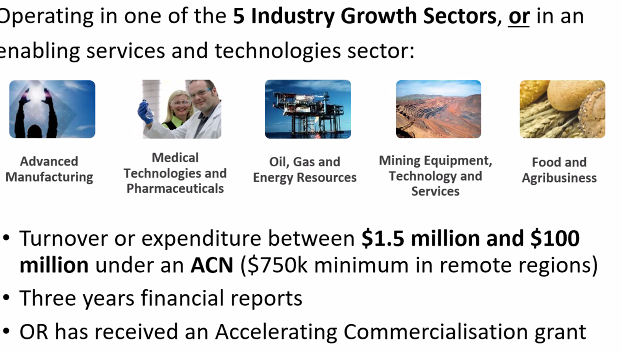 Operating in one of the 5 Industry Growth Sectors, or in an
enabling services and technologies sector:
Advanced
Manufacturing
Medical
Technologies and
Pharmaceuticals
Oil, Gas and
Energy Resources
Mining Equipment,
Technology and
Services
Food and
Agribusiness
• Turnover or expenditure between $1.5 million and $100
million under an ACN ($750k minimum in remote regions)
• Three years financial reports
• OR has received an Accelerating Commercialisation grant